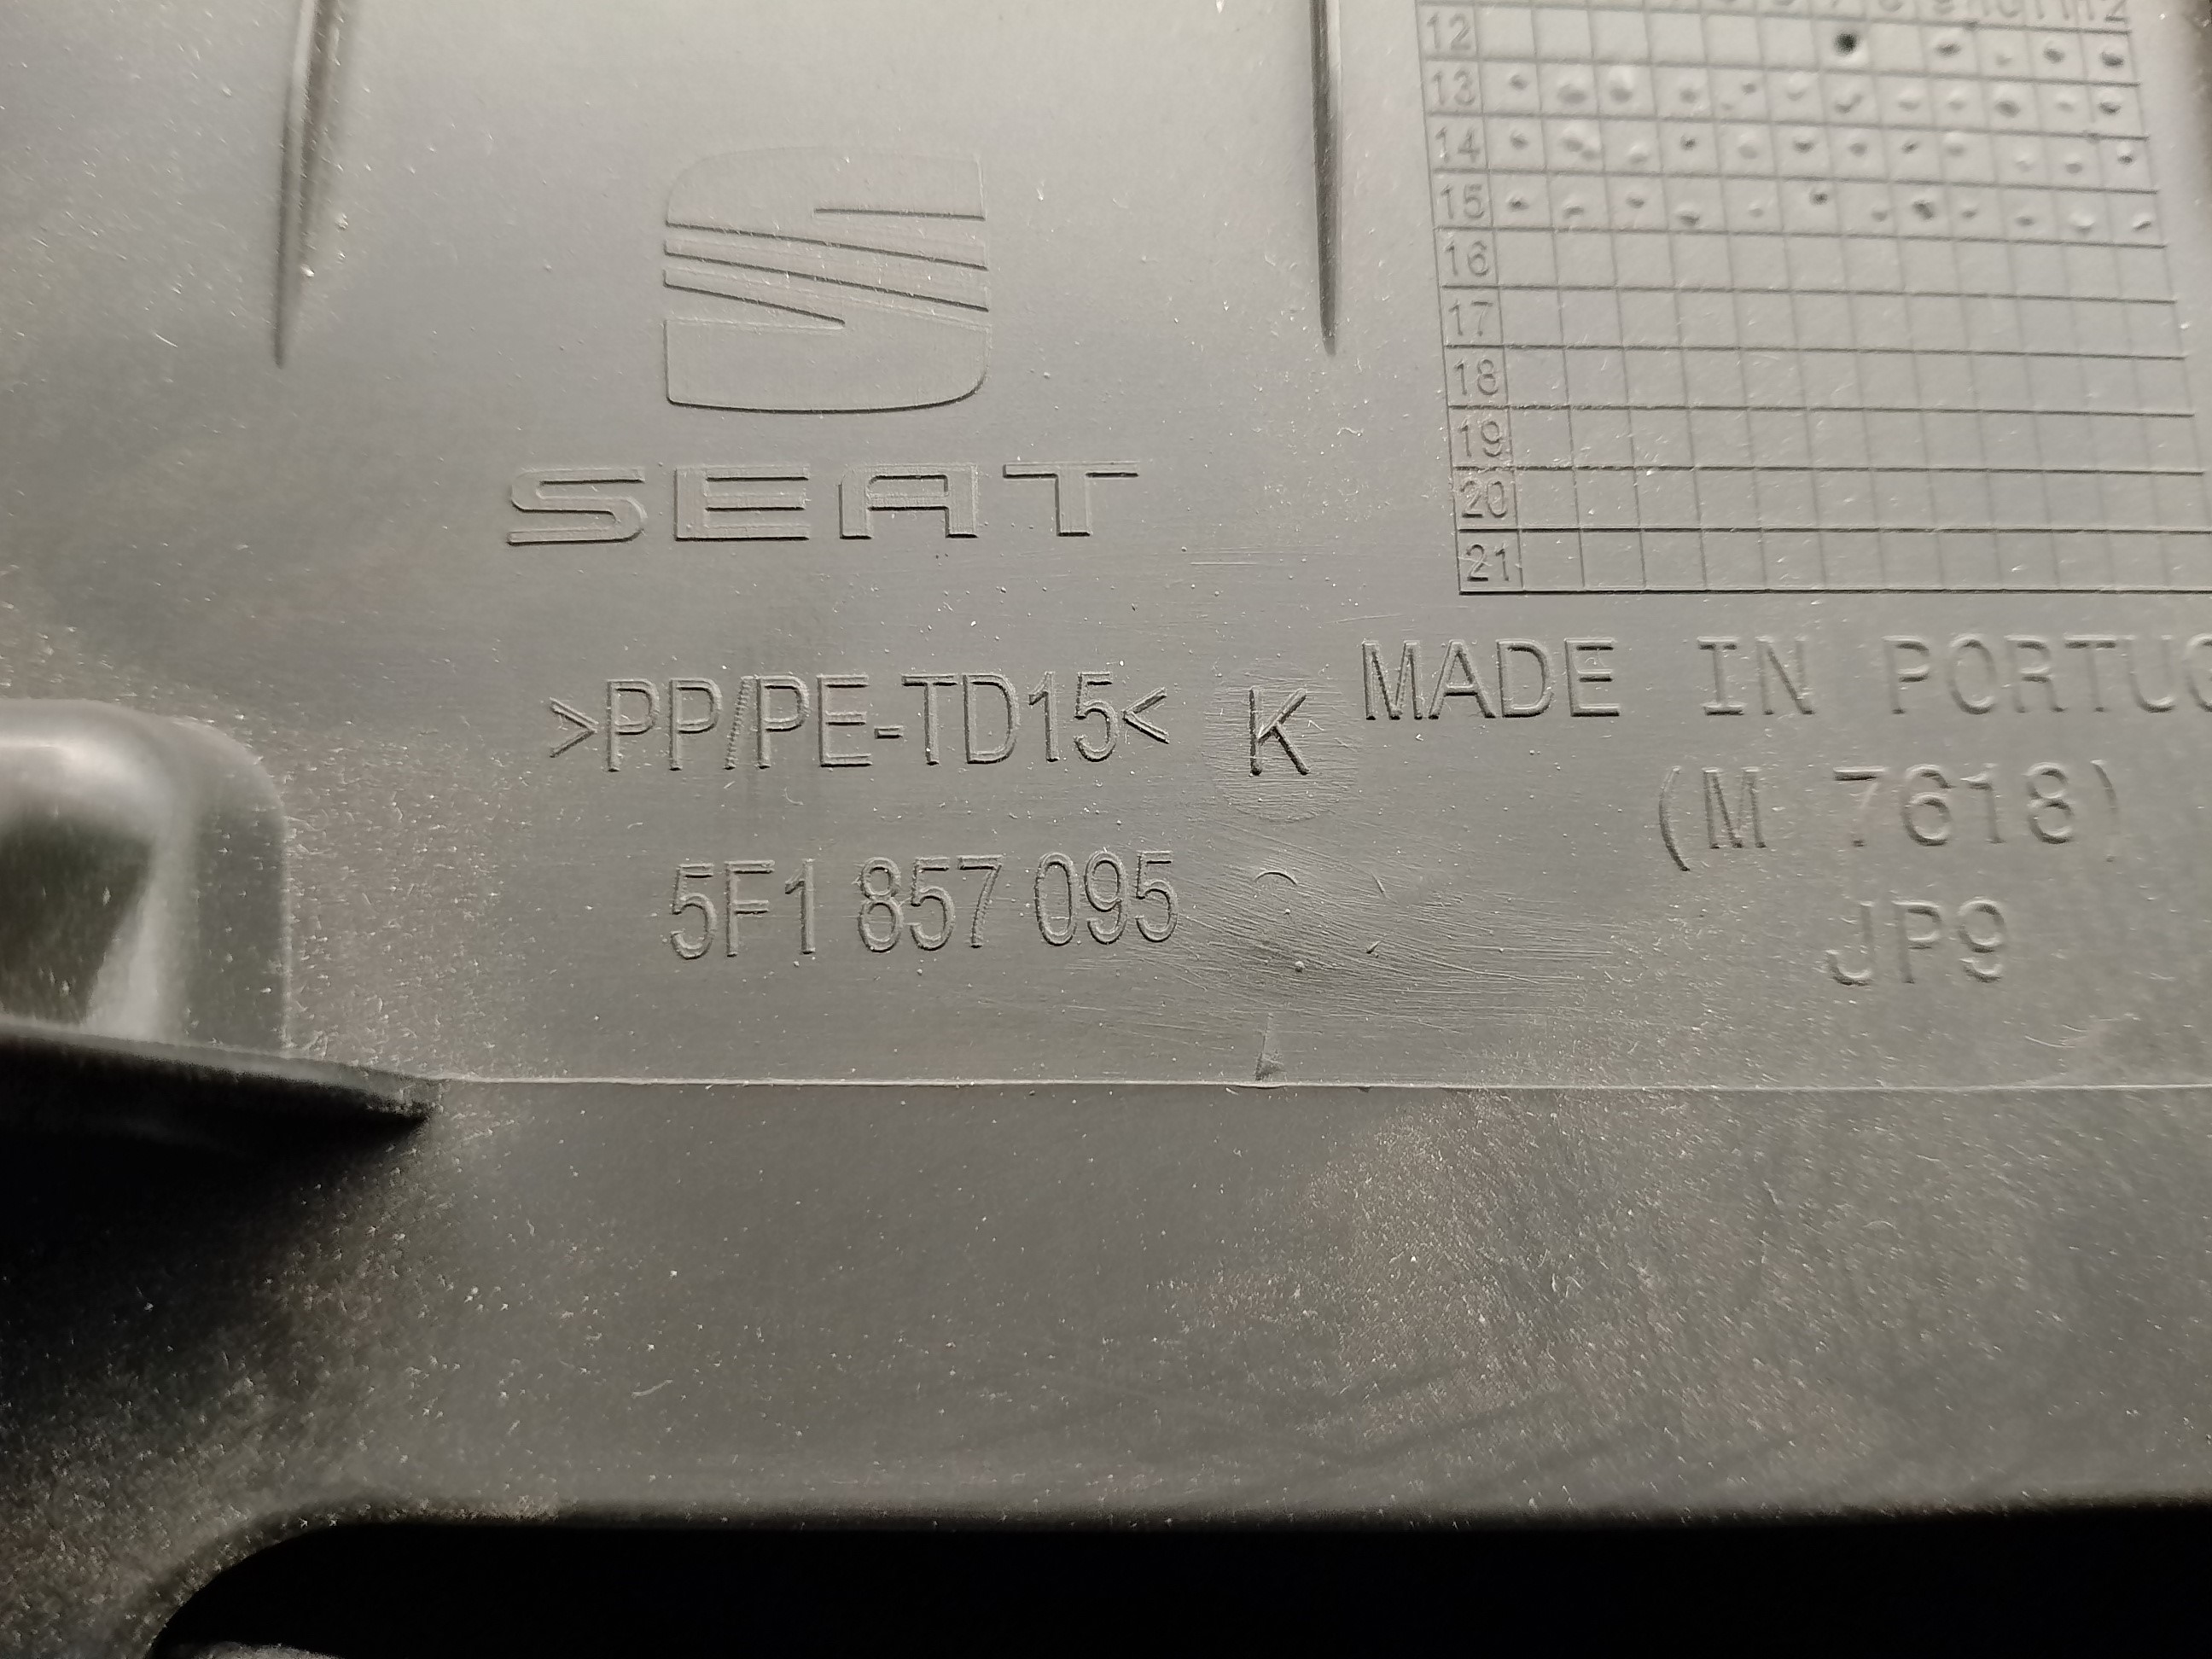 12
13
14
15
16
17
18
19
20
21
SEAT
>PP/PE-TD15< K
MADE IN
(M 7618)
5F1 857 095
JP9